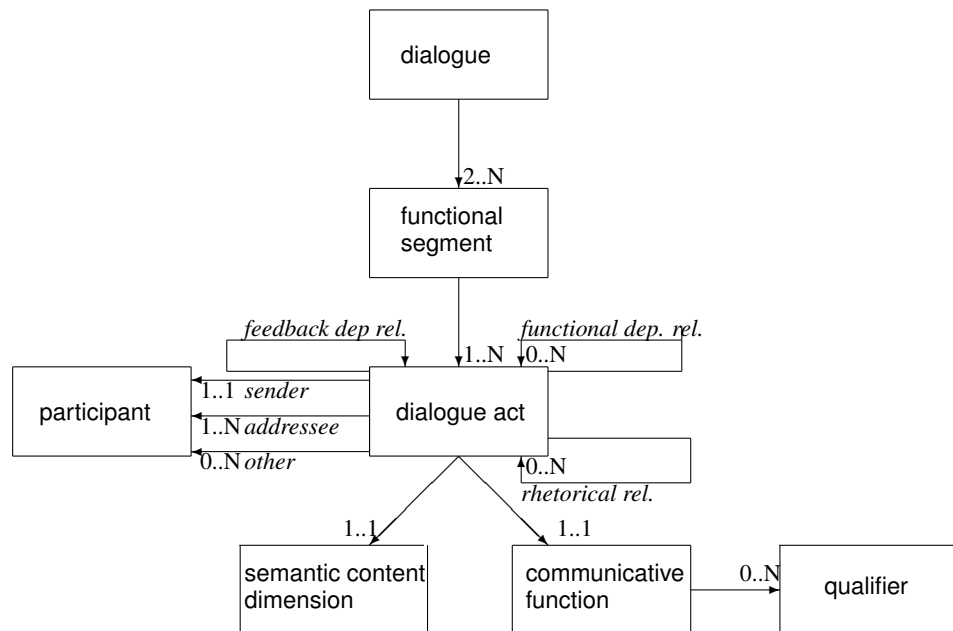 dialogue
2..N
functional
segment
feedback dep rel.
functional dep. rel.
1..N
0..N
participant
1..1 sender
dialogue act
1..N addressee
0..N other
0..N
rhetorical rel.
1..1
1..1
semantic content
dimension
communicative
function
0..N
qualifier